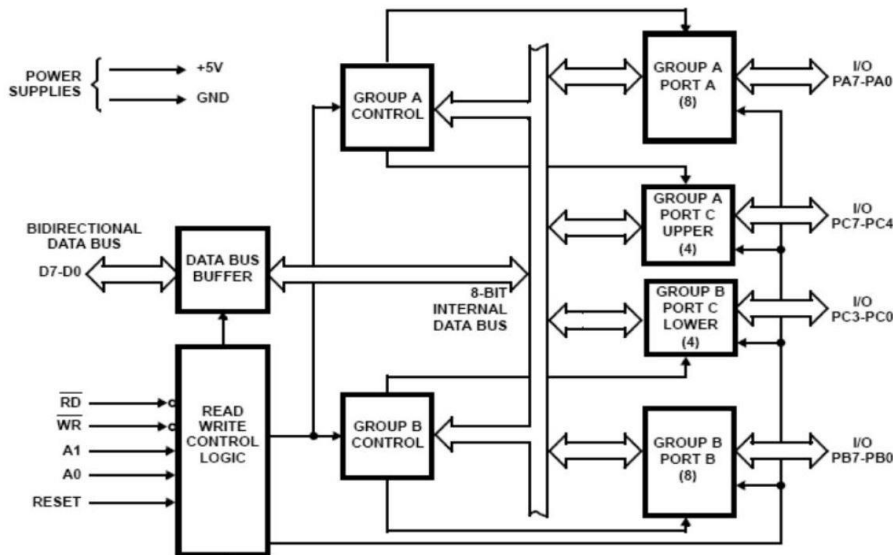 POWER
SUPPLIES
+5V
GND
GROUP A
CONTROL
GROUP A
PORT A
(8)
I/O
PA7-PA0
GROUP A
PORT C
UPPER
(4)
I/O
PC7-PC4
BIDIRECTIONAL
DATA BUS
D7-D0
DATA BUS
BUFFER
8-BIT
INTERNAL
DATA BUS
GROUP B
PORT C
LOWER
(4)
I/O
PC3-PC0
RD
WR
A1
A0
RESET
READ
WRITE
CONTROL
LOGIC
GROUP B
CONTROL
GROUP B
PORT B
(8)
I/O
PB7-PB0